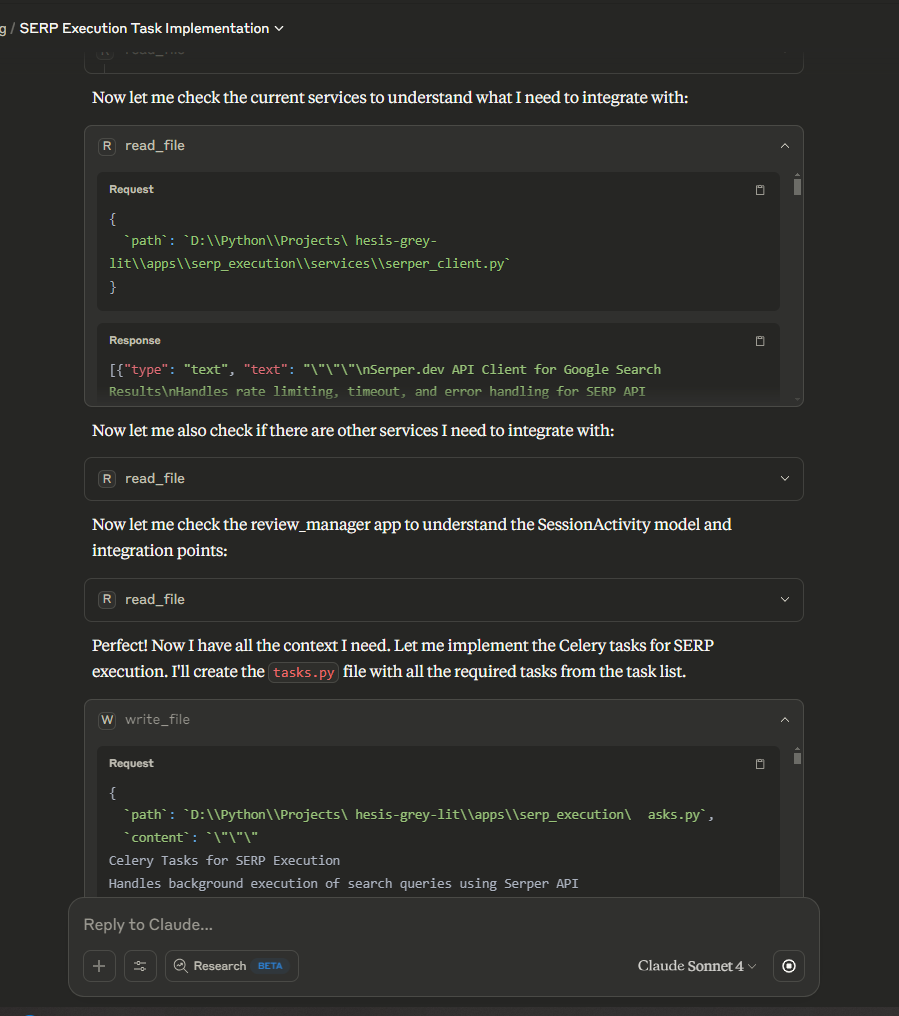 g / SERP Execution Task Implementation
R read_file
Now let me check the current services to understand what I need to integrate with:
R read_file
Request
{
`path`: `D:\\Python\\Projects\ hesis-grey-
lit\\apps\\serp_execution\\services\\serper_client.py`
}
Response
[{"type": "text", "text": "\"\"\"\nSerper.dev API Client for Google Search
Results\nHandles rate limiting, timeout, and error handling for SERP API
Now let me also check if there are other services I need to integrate with:
R read_file
Now let me check the review_manager app to understand the SessionActivity model and
integration points:
R read_file
Perfect! Now I have all the context I need. Let me implement the Celery tasks for SERP
execution. I'll create the tasks.py file with all the required tasks from the task list.
W write_file
Request
{
`path`: `D:\\Python\\Projects\ hesis-grey-lit\\apps\\serp_execution\ asks.py`,
`content`: `\"\"\"
Celery Tasks for SERP Execution
Handles background execution of search queries using Serper API
Reply to Claude...
Research BETA
Claude Sonnet 4